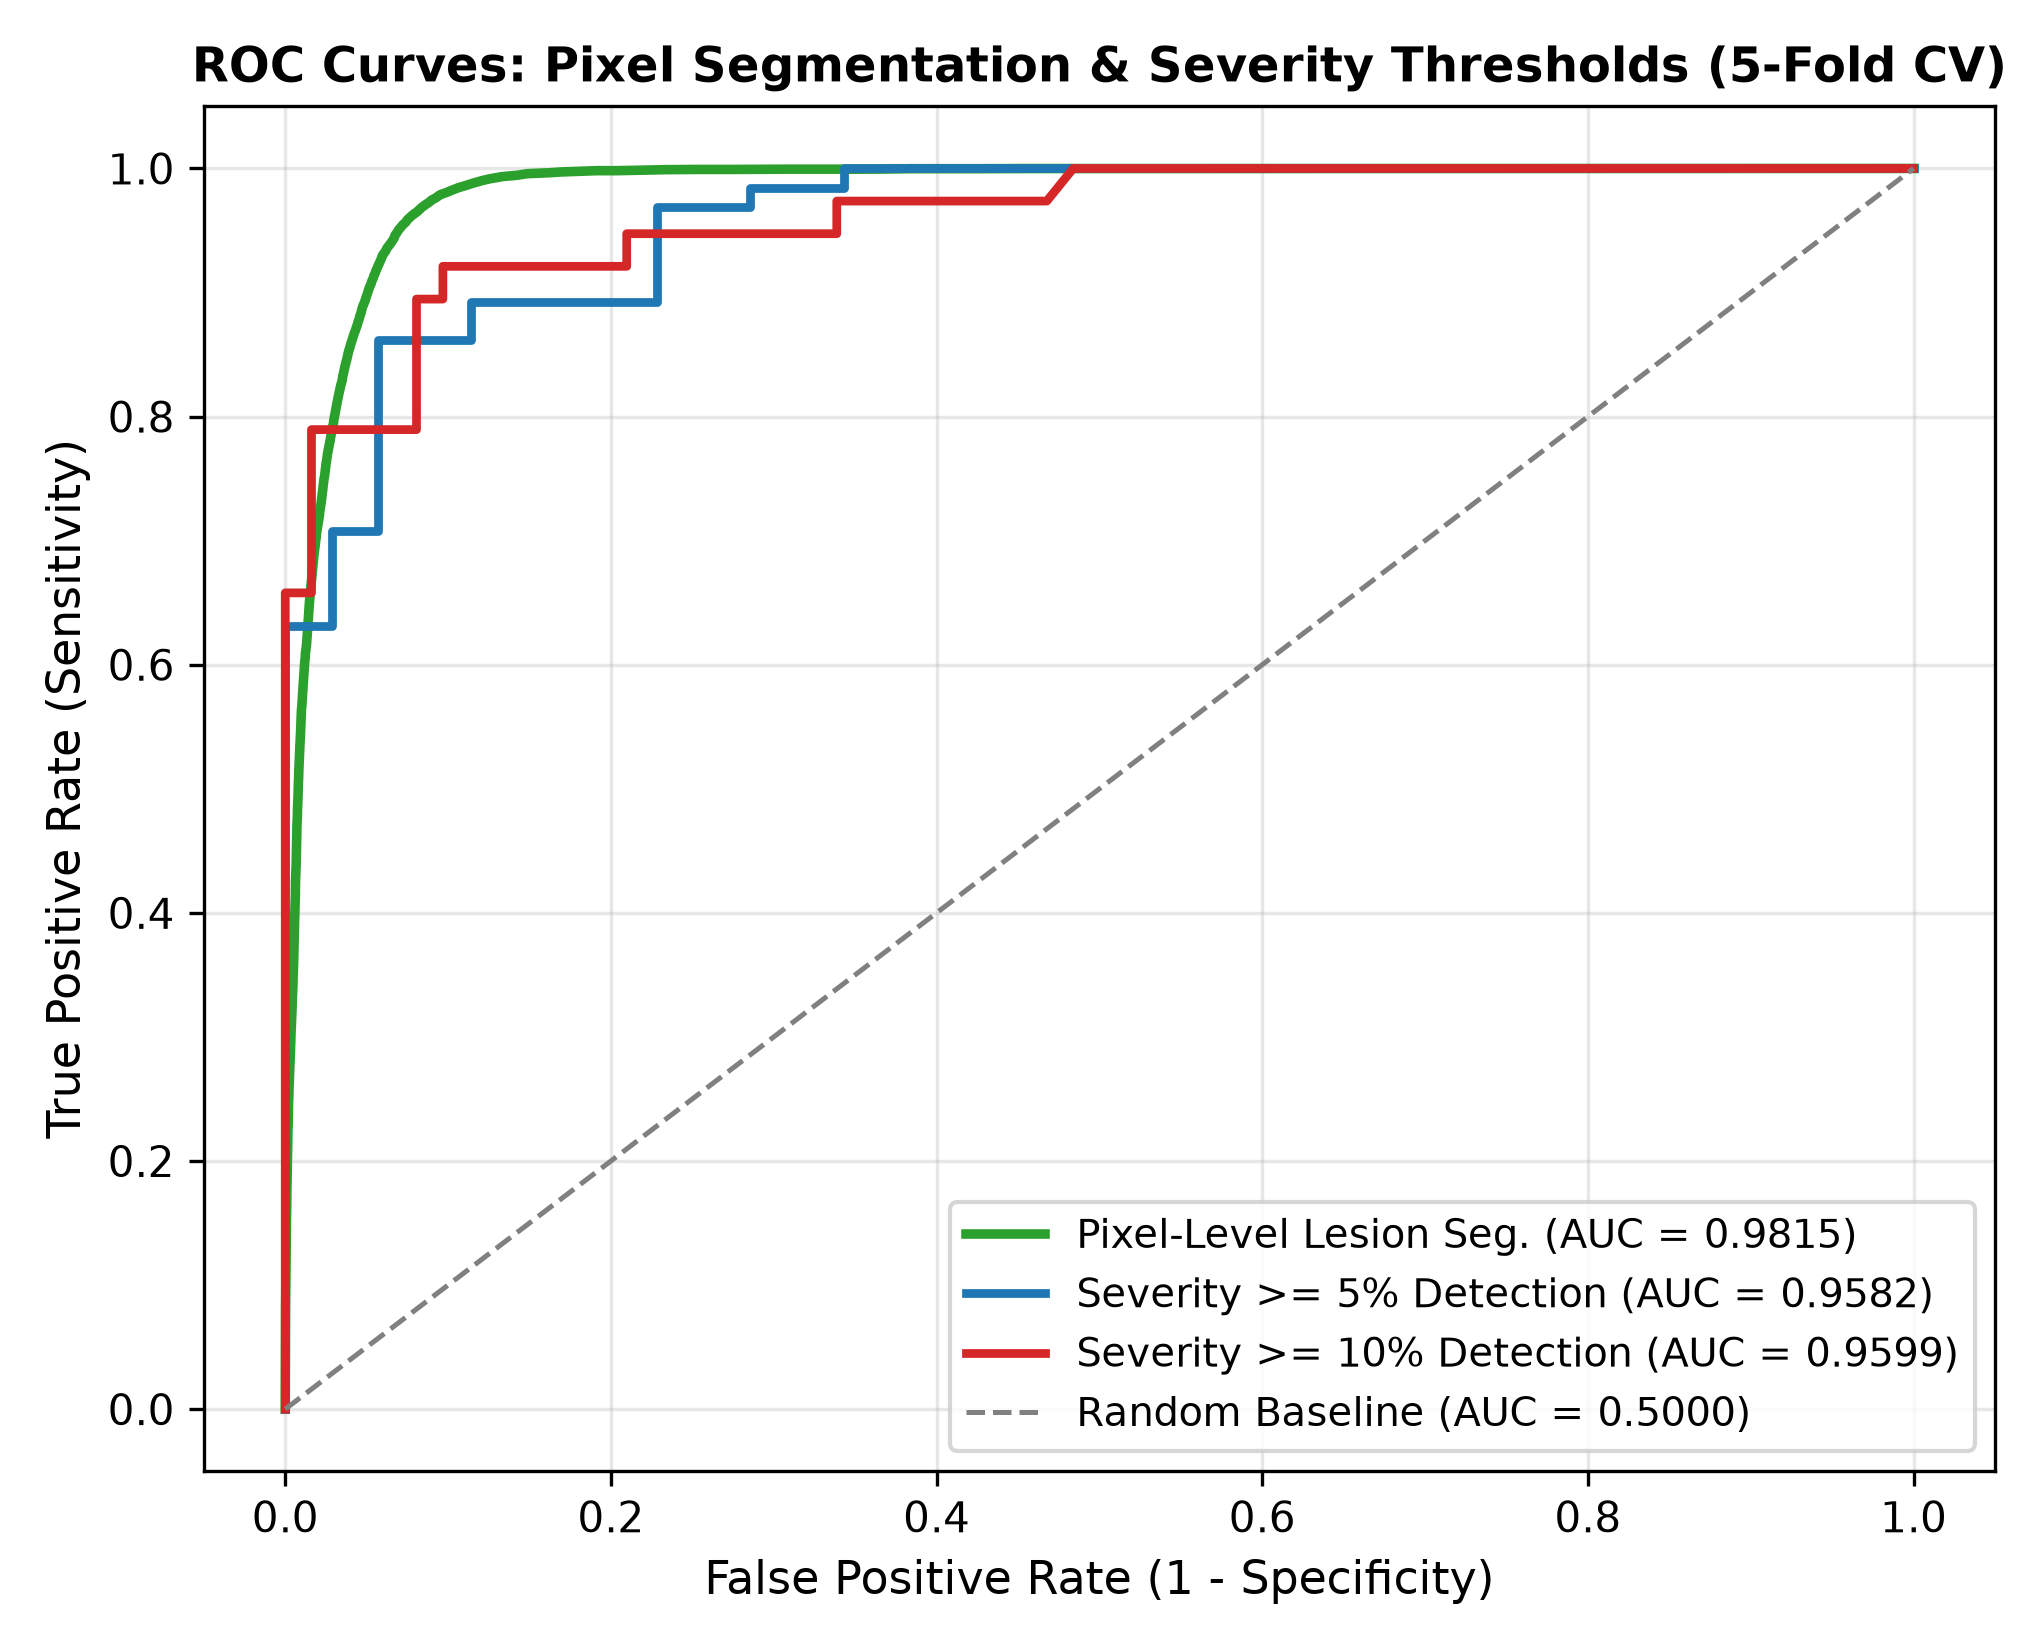 ROC Curves: Pixel Segmentation & Severity Thresholds (5-Fold CV)
True Positive Rate (Sensitivity)
1.0
0.8
0.6
0.4
0.2
0.0
Pixel-Level Lesion Seg. (AUC = 0.9815)
Severity >= 5% Detection (AUC = 0.9582)
Severity >= 10% Detection (AUC = 0.9599)
Random Baseline (AUC = 0.5000)
0.0 0.2 0.4 0.6 0.8 1.0
False Positive Rate (1 - Specificity)